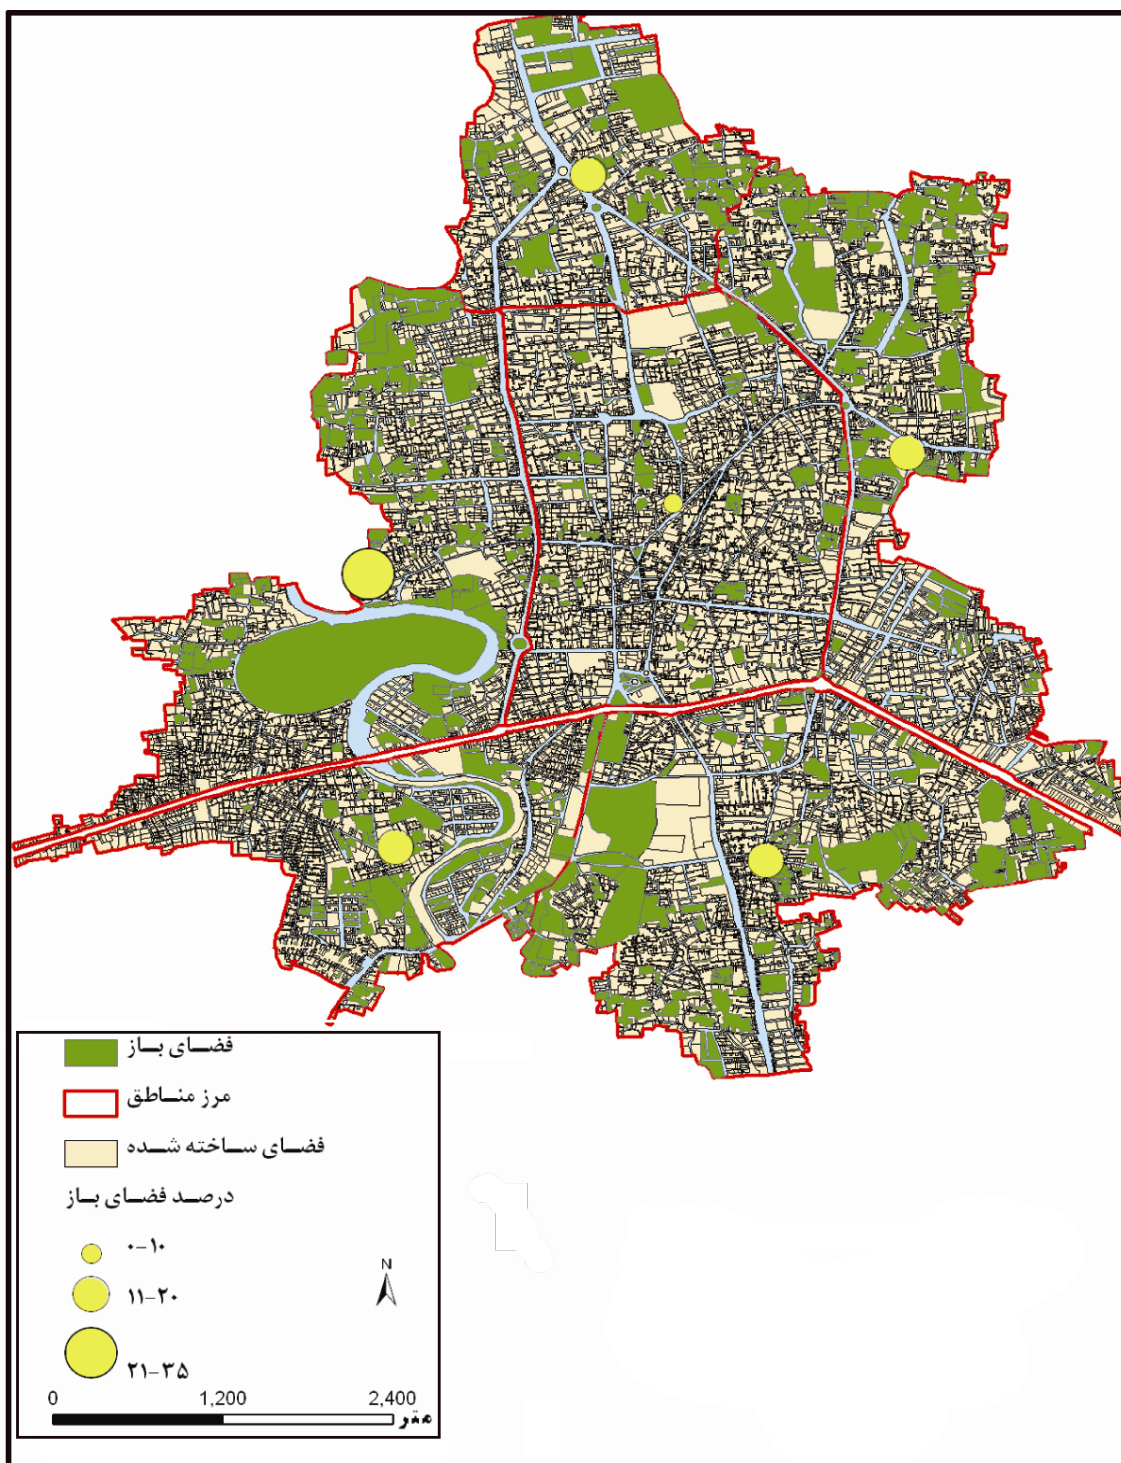 فضای باز
مرز مناطق
فضای ساخته شده
درصد فضای باز
۰-۱۰
۱۱-۲۰
۲۱-۳۵
N
0 1,200 2,400
متر